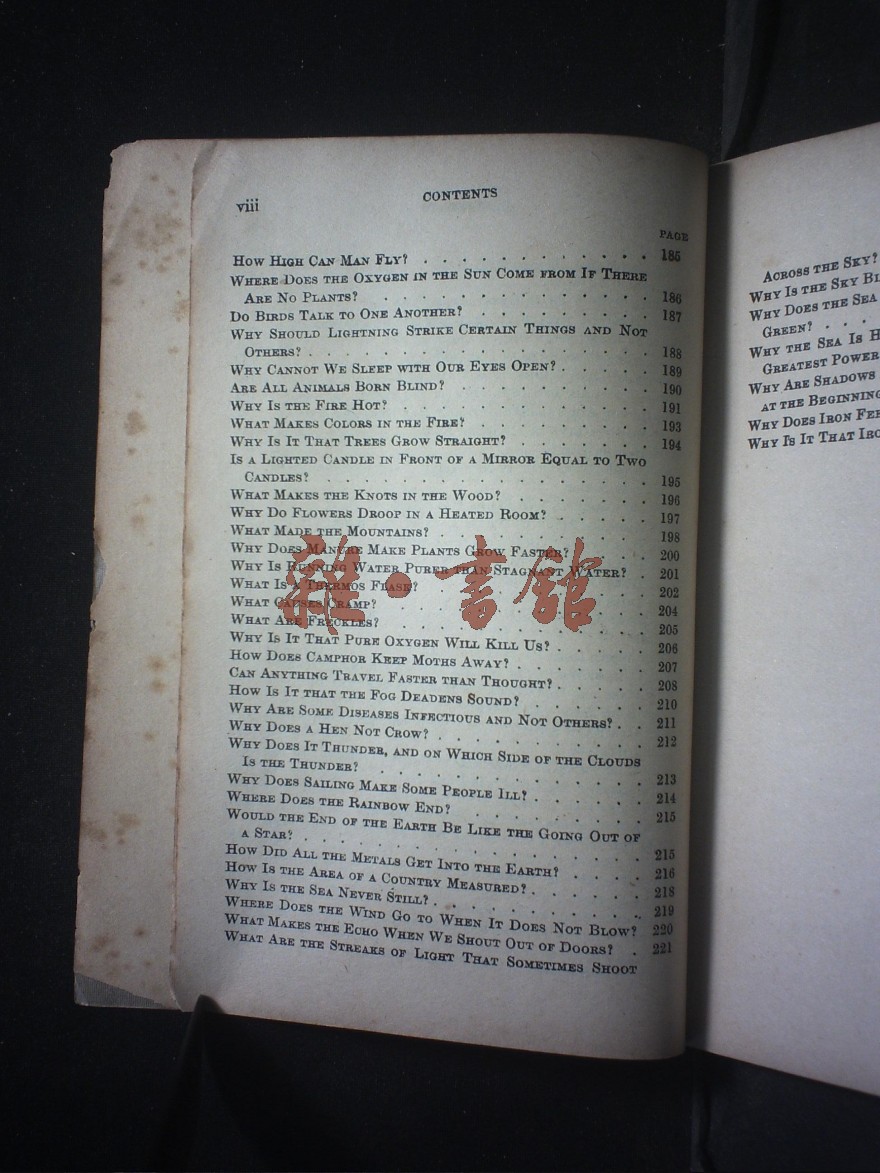 viii
CONTENTS
PAGE
HOW HIGH CAN MAN FLY? . . . . . . . . . . . . 185
WHERE DOES THE OXYGEN IN THE SUN COME FROM IF THERE
ARE NO PLANTS? . . . . . . . . . . . . . . 186
DO BIRDS TALK TO ONE ANOTHER? . . . . . . . . . 187
WHY SHOULD LIGHTNING STRIKE CERTAIN THINGS AND NOT
OTHERS? . . . . . . . . . . . . . . . . . 188
WHY CANNOT WE SLEEP WITH OUR EYES OPEN? . . . . . 189
ARE ALL ANIMALS BORN BLIND? . . . . . . . . . . 190
WHY IS THE FIRE HOT? . . . . . . . . . . . . 191
WHAT MAKES COLORS IN THE FIRE? . . . . . . . . . 193
WHY IS IT THAT TREES GROW STRAIGHT? . . . . . . . 194
IS A LIGHTED CANDLE IN FRONT OF A MIRROR EQUAL TO TWO
CANDLES? . . . . . . . . . . . . . . . . 195
WHAT MAKES THE KNOTS IN THE WOOD? . . . . . . . 196
WHY DO FLOWERS DROOP IN A HEATED ROOM? . . . . . 197
WHAT MADE THE MOUNTAINS? . . . . . . . . . . . 198
WHY DOES MANURE MAKE PLANTS GROW FASTER? . . . . 200
WHY IS RUNNING WATER PURER THAN STAGNANT WATER? . 201
WHAT IS A THERMOS FLASK? . . . . . . . . . . . 202
WHAT CAUSES CRAMP? . . . . . . . . . . . . . 204
WHAT ARE FRECKLES? . . . . . . . . . . . . . 205
WHY IS IT THAT PURE OXYGEN WILL KILL US? . . . . . 206
HOW DOES CAMPHOR KEEP MOTHS AWAY? . . . . . . . 207
CAN ANYTHING TRAVEL FASTER THAN THOUGHT? . . . . . 208
HOW IS IT THAT THE FOG DEADENS SOUND? . . . . . . 210
WHY ARE SOME DISEASES INFECTIOUS AND NOT OTHERS? . . 211
WHY DOES A HEN NOT CROW? . . . . . . . . . . . 212
WHY DOES IT THUNDER, AND ON WHICH SIDE OF THE CLOUDS
IS THE THUNDER? . . . . . . . . . . . . . 213
WHY DOES SAILING MAKE SOME PEOPLE ILL? . . . . . . 214
WHERE DOES THE RAINBOW END? . . . . . . . . . . 215
WOULD THE END OF THE EARTH BE LIKE THE GOING OUT OF
A STAR? . . . . . . . . . . . . . . . . . 215
HOW DID ALL THE METALS GET INTO THE EARTH? . . . . 216
HOW IS THE AREA OF A COUNTRY MEASURED? . . . . . . 218
WHY IS THE SEA NEVER STILL? . . . . . . . . . . . 219
WHERE DOES THE WIND GO TO WHEN IT DOES NOT BLOW? 220
WHAT MAKES THE ECHO WHEN WE SHOUT OUT OF DOORS? . 221
WHAT ARE THE STREAKS OF LIGHT THAT SOMETIMES SHOOT
雜·書館
ACROSS THE SKY?
WHY IS THE SKY
WHY DOES THE SEA
GREEN? . . .
WHY THE SEA IS
GREATEST POWER
WHY ARE SHADOWS
AT THE BEGINNING
WHY DOES IRON
WHY IS IT THAT